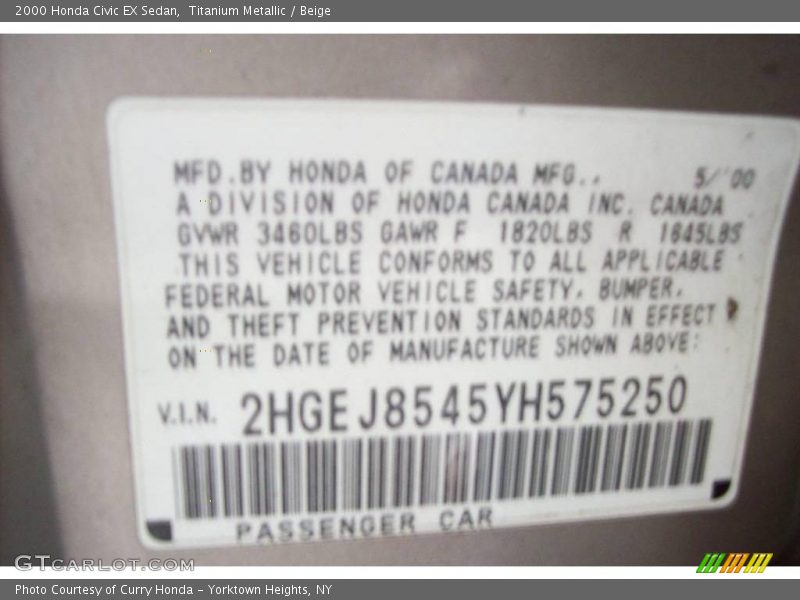 2000 Honda Civic EX Sedan, Titanium Metallic / Beige
MFD.BY HONDA OF CANADA MFG., 5/'00
A DIVISION OF HONDA CANADA INC. CANADA
GVWR 3460LBS GAWR F 1820LBS R 1645LBS
THIS VEHICLE CONFORMS TO ALL APPLICABLE
FEDERAL MOTOR VEHICLE SAFETY, BUMPER,
AND THEFT PREVENTION STANDARDS IN EFFECT
ON THE DATE OF MANUFACTURE SHOWN ABOVE:
V.I.N. 2HGEJ8545YH575250
PASSENGER CAR
GTCARLOT.COM
Photo Courtesy of Curry Honda - Yorktown Heights, NY